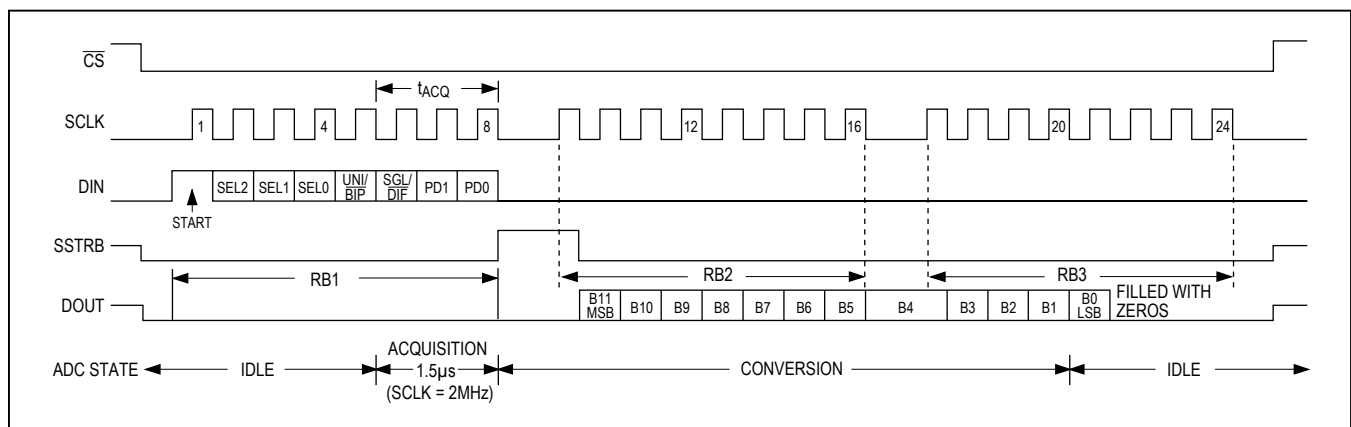 CS
tACQ
SCLK 1 4 8 12 16 20 24
DIN SEL2 SEL1 SEL0 UNI/BIP SGL/DIF PD1 PD0
START
SSTRB
RB1 RB2 RB3
DOUT B11 MSB B10 B9 B8 B7 B6 B5 B4 B3 B2 B1 B0 LSB FILLED WITH ZEROS
ADC STATE IDLE ACQUISITION 1.5µs (SCLK = 2MHz) CONVERSION IDLE